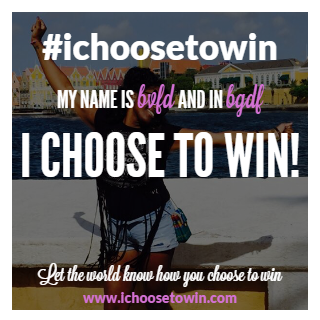 #ichoosetowin
MY NAME IS bvfd AND IN bgdf
I CHOOSE TO WIN!
Let the world know how you choose to win
www.IchoosetowIn.com